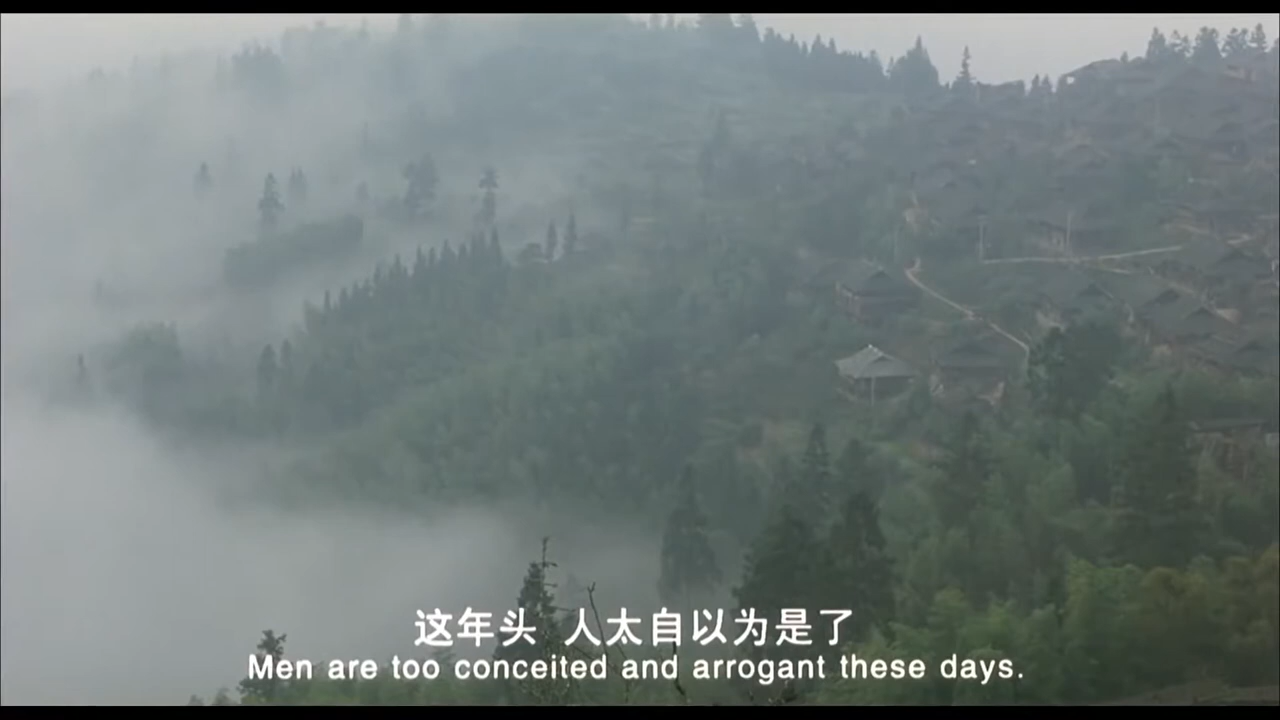 这年头 人太自以为是了
Men are too conceited and arrogant these days.